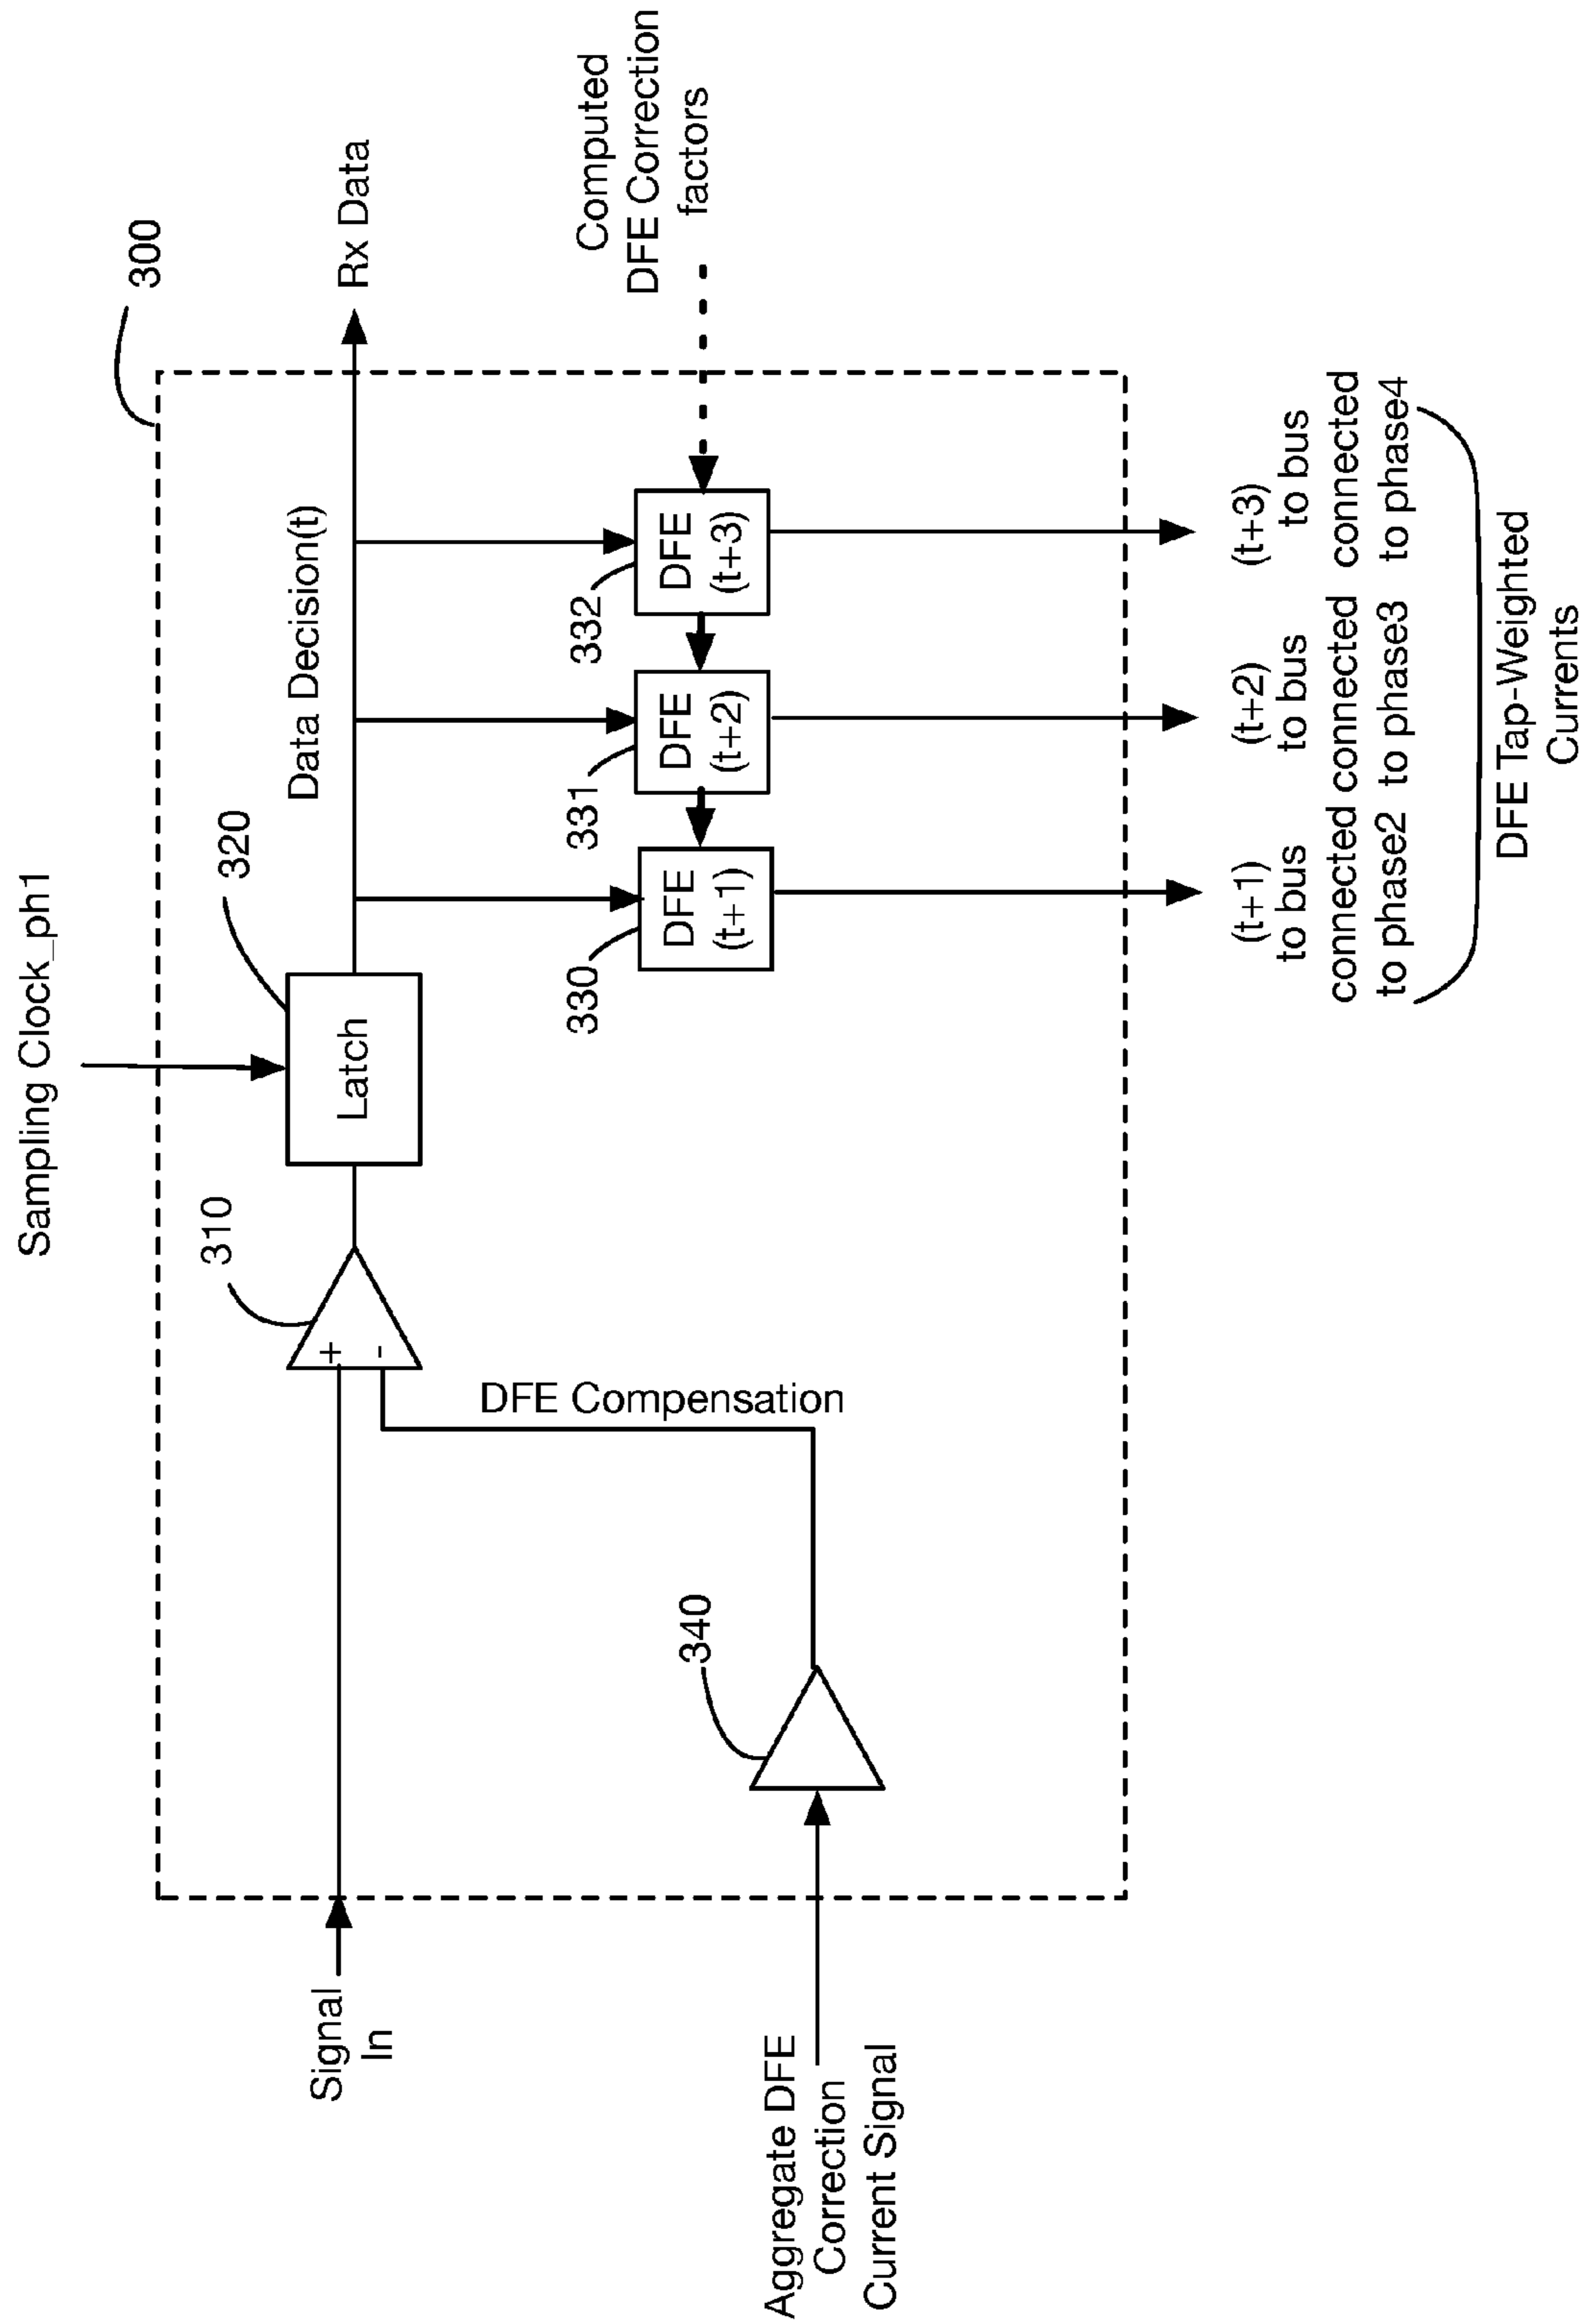 Sampling Clock_ph1
300
310
320
Signal
In
+
-
Latch
Data Decision(t)
Rx Data
DFE Compensation
330
331
332
DFE
(t+1)
DFE
(t+2)
DFE
(t+3)
Computed
DFE Correction
factors
340
Aggregate DFE
Correction
Current Signal
(t+1)
to bus
connected
to phase2
(t+2)
to bus
connected
to phase3
(t+3)
to bus
connected
to phase4
DFE Tap-Weighted
Currents